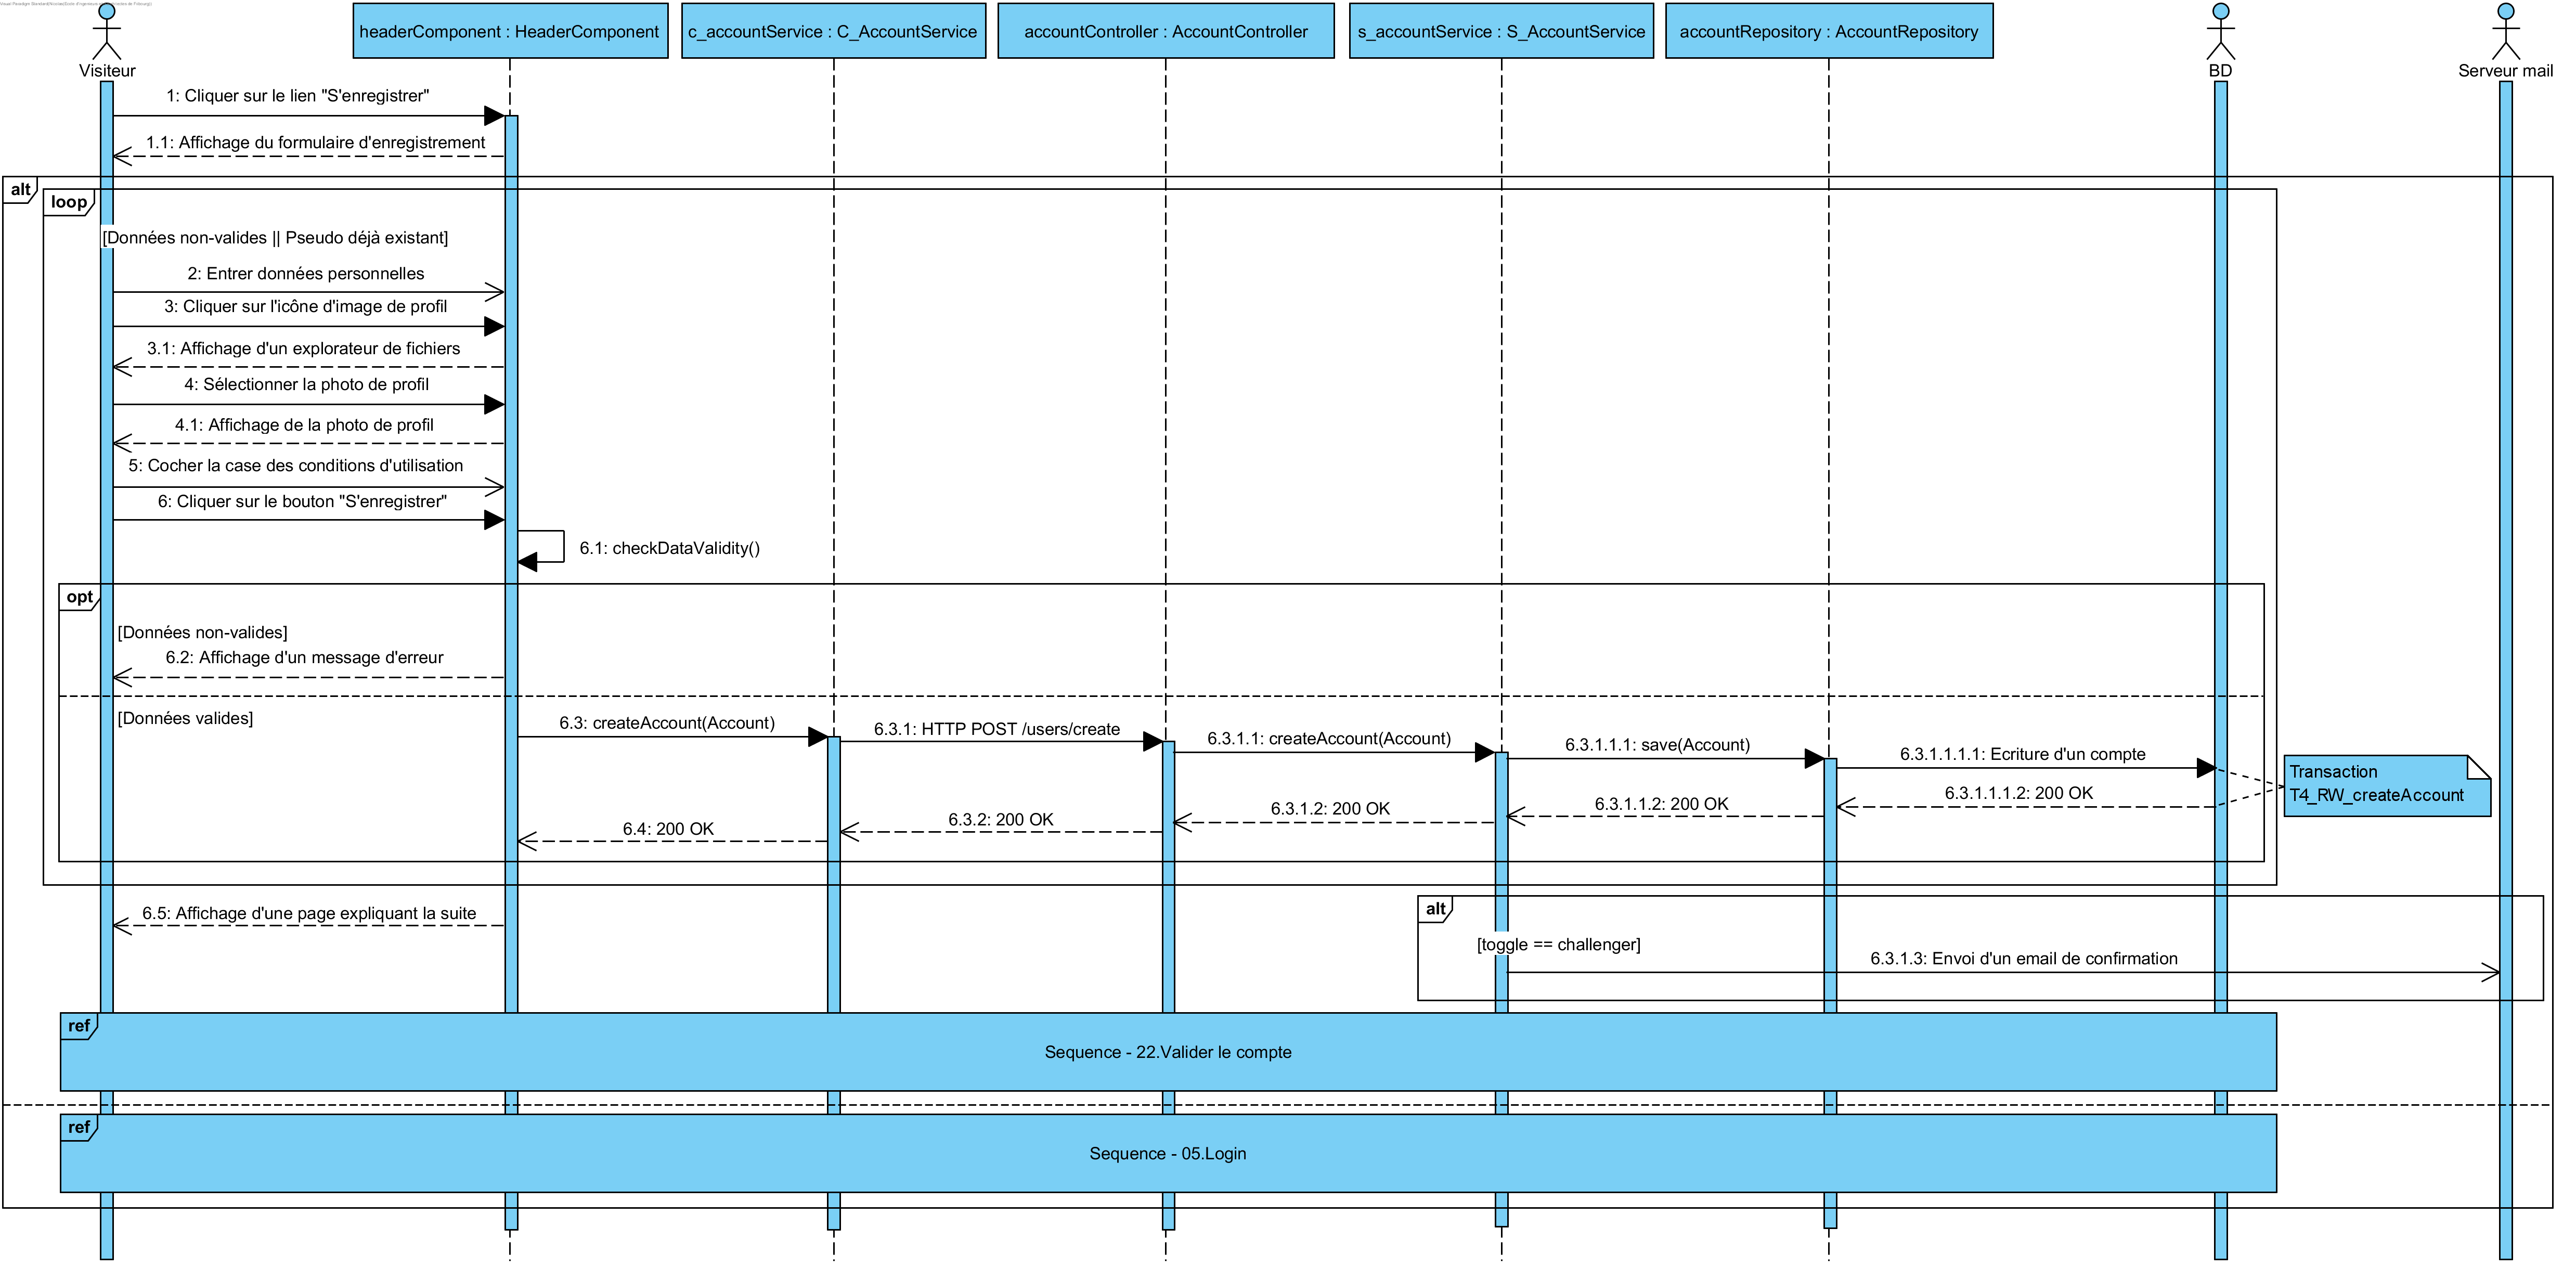 Visiteur
headerComponent : HeaderComponent
c_accountService : C_AccountService
accountController : AccountController
s_accountService : S_AccountService
accountRepository : AccountRepository
BD
Serveur mail
1: Cliquer sur le lien "S'enregistrer"
1.1: Affichage du formulaire d'enregistrement
alt
loop
[Données non-valides || Pseudo déjà existant]
2: Entrer données personnelles
3: Cliquer sur l'icône d'image de profil
3.1: Affichage d'un explorateur de fichiers
4: Sélectionner la photo de profil
4.1: Affichage de la photo de profil
5: Cocher la case des conditions d'utilisation
6: Cliquer sur le bouton "S'enregistrer"
6.1: checkDataValidity()
opt
[Données non-valides]
6.2: Affichage d'un message d'erreur
[Données valides]
6.3: createAccount(Account)
6.3.1: HTTP POST /users/create
6.3.1.1: createAccount(Account)
6.3.1.1.1: save(Account)
6.3.1.1.1.1: Ecriture d'un compte
Transaction
T4_RW_createAccount
6.3.1.1.1.2: 200 OK
6.3.1.1.2: 200 OK
6.3.1.2: 200 OK
6.3.2: 200 OK
6.4: 200 OK
6.5: Affichage d'une page expliquant la suite
alt
[toggle == challenger]
6.3.1.3: Envoi d'un email de confirmation
ref
Sequence - 22.Valider le compte
ref
Sequence - 05.Login